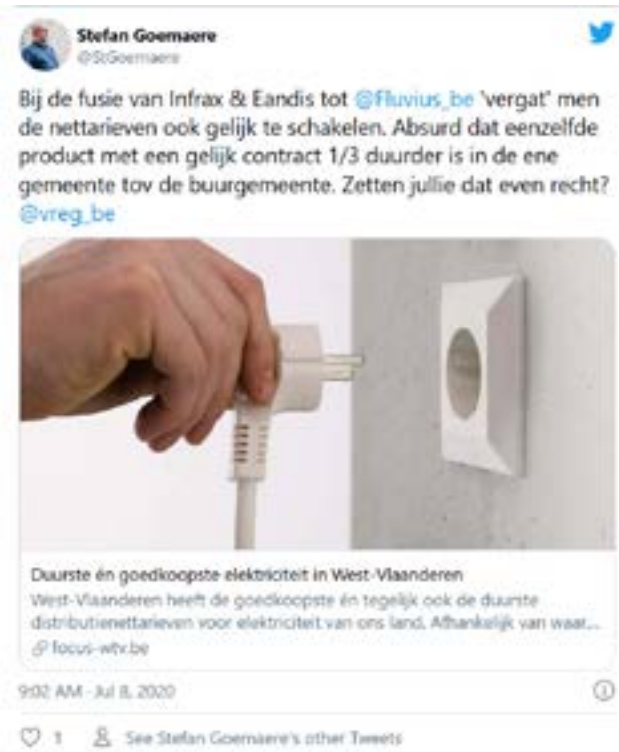 Stefan Goemaere
@StGoemaere
Bij de fusie van Infrax & Eandis tot @Fluvius_be 'vergat' men
de nettarieven ook gelijk te schakelen. Absurd dat eenzelfde
product met een gelijk contract 1/3 duurder is in de ene
gemeente tov de buurgemeente. Zetten jullie dat even recht?
@vreg_be
Duurste én goedkoopste elektriciteit in West-Vlaanderen
West-Vlaanderen heeft de goedkoopste én tegelijk ook de duurste
distributienettarieven voor elektriciteit van ons land. Afhankelijk van waar...
focus-wtv.be
9:02 AM · Jul 8, 2020
1 See Stefan Goemaere's other Tweets